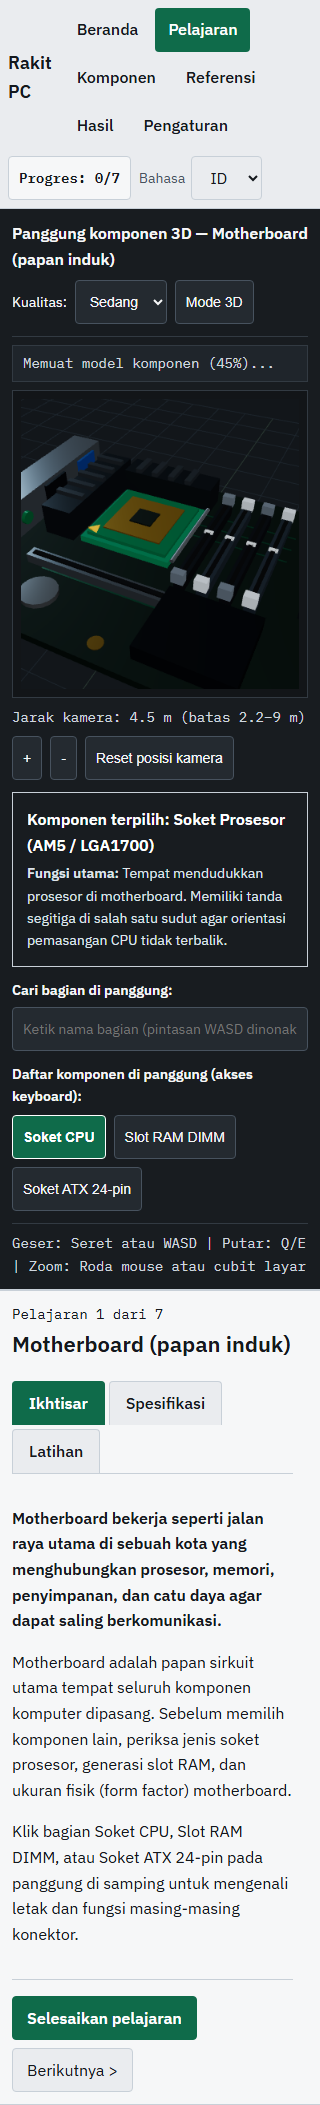 Rakit
PC
Beranda
Pelajaran
Komponen
Referensi
Hasil
Pengaturan
Progres: 0/7
Bahasa
ID
Panggung komponen 3D — Motherboard
(papan induk)
Kualitas:
Sedang
Mode 3D
Memuat model komponen (45%)...
Jarak kamera: 4.5 m (batas 2.2–9 m)
+
-
Reset posisi kamera
Komponen terpilih: Soket Prosesor
(AM5 / LGA1700)
Fungsi utama: Tempat mendudukkan
prosesor di motherboard. Memiliki tanda
segitiga di salah satu sudut agar orientasi
pemasangan CPU tidak terbalik.
Cari bagian di panggung:
Ketik nama bagian (pintasan WASD dinonak
Daftar komponen di panggung (akses
keyboard):
Soket CPU
Slot RAM DIMM
Soket ATX 24-pin
Geser: Seret atau WASD | Putar: Q/E
| Zoom: Roda mouse atau cubit layar
Pelajaran 1 dari 7
Motherboard (papan induk)
Ikhtisar
Spesifikasi
Latihan
Motherboard bekerja seperti jalan
raya utama di sebuah kota yang
menghubungkan prosesor, memori,
penyimpanan, dan catu daya agar
dapat saling berkomunikasi.
Motherboard adalah papan sirkuit
utama tempat seluruh komponen
komputer dipasang. Sebelum memilih
komponen lain, periksa jenis soket
prosesor, generasi slot RAM, dan
ukuran fisik (form factor) motherboard.
Klik bagian Soket CPU, Slot RAM
DIMM, atau Soket ATX 24-pin pada
panggung di samping untuk mengenali
letak dan fungsi masing-masing
konektor.
Selesaikan pelajaran
Berikutnya >